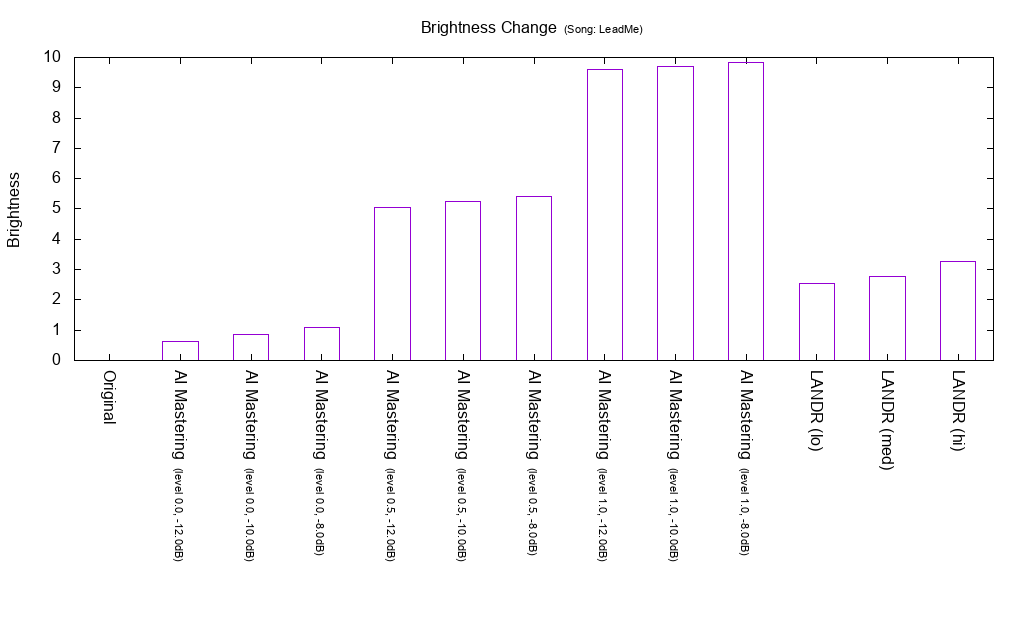 Brightness Change (Song: LeadMe)
Brightness
10
9
8
7
6
5
4
3
2
1
0
Original
AI Mastering (level 0.0, -12.0dB)
AI Mastering (level 0.0, -10.0dB)
AI Mastering (level 0.0, -8.0dB)
AI Mastering (level 0.5, -12.0dB)
AI Mastering (level 0.5, -10.0dB)
AI Mastering (level 0.5, -8.0dB)
AI Mastering (level 1.0, -12.0dB)
AI Mastering (level 1.0, -10.0dB)
AI Mastering (level 1.0, -8.0dB)
LANDR (lo)
LANDR (med)
LANDR (hi)